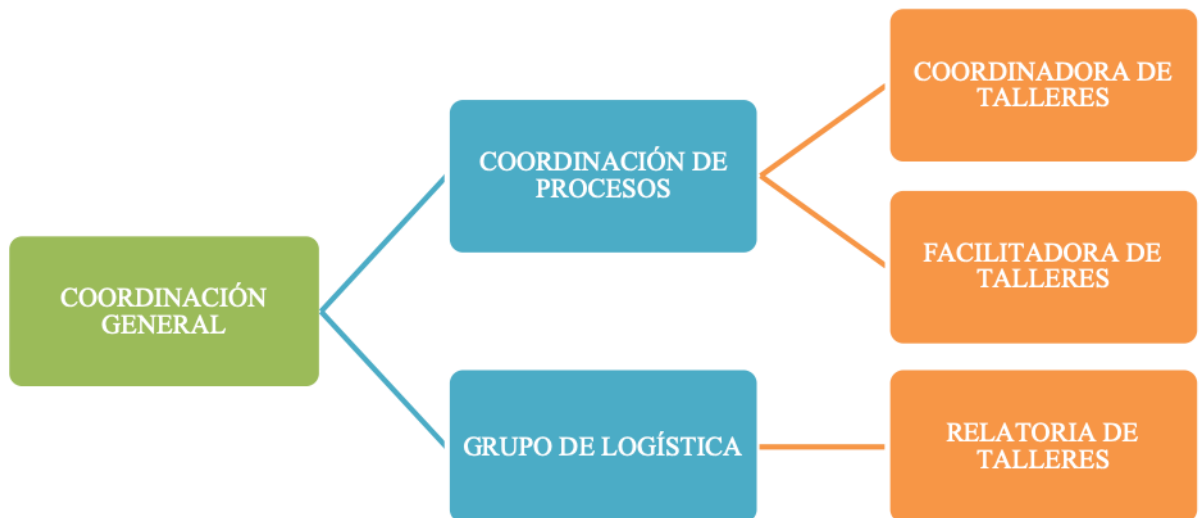 COORDINACIÓN
GENERAL
COORDINACIÓN DE
PROCESOS
GRUPO DE LOGÍSTICA
COORDINADORA DE
TALLERES
FACILITADORA DE
TALLERES
RELATORIA DE
TALLERES